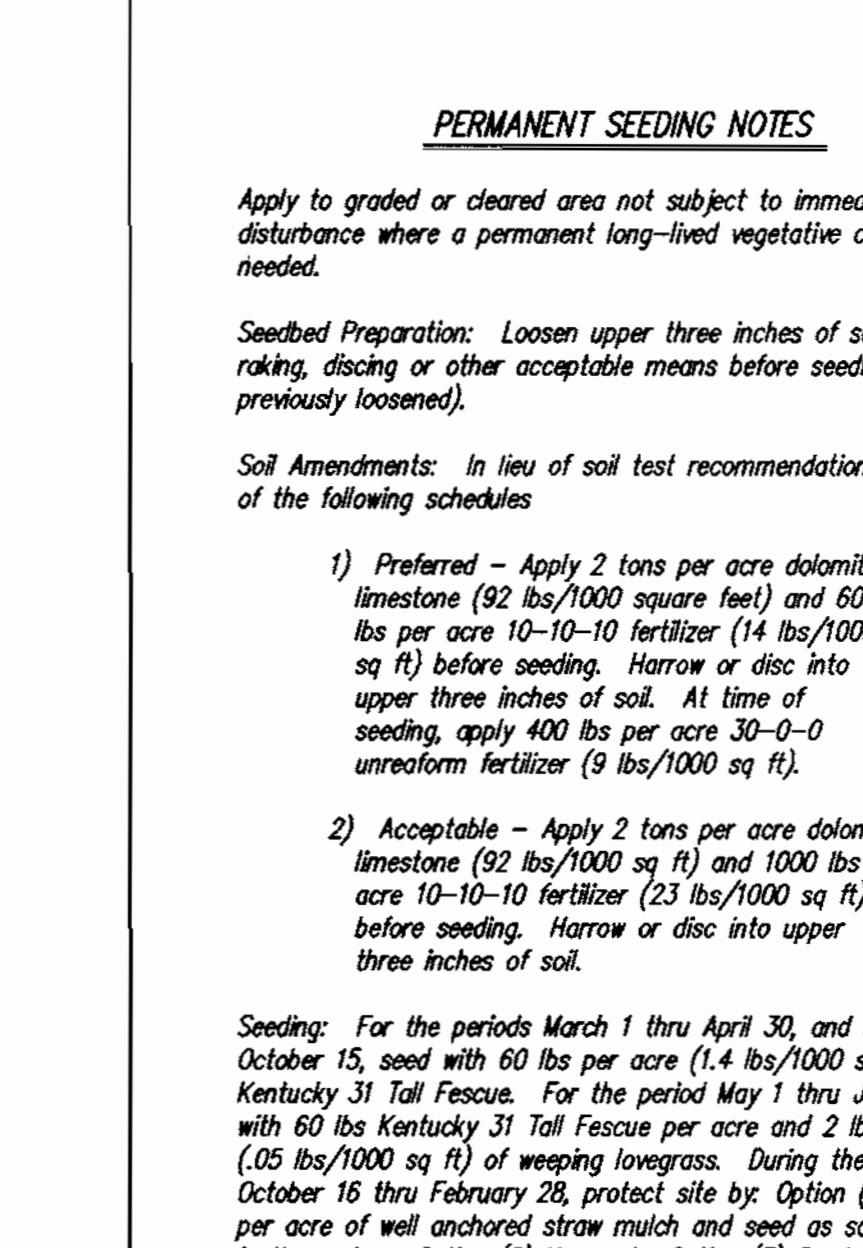 PERMANENT SEEDING NOTES
Apply to graded or cleared area not subject to immed
disturbance where a permanent long-lived vegetative c
needed.
Seedbed Preparation: Loosen upper three inches of s
raking, discing or other acceptable means before seed
previously loosened).
Soil Amendments: In lieu of soil test recommendation
of the following schedules
1) Preferred - Apply 2 tons per acre dolomit
limestone (92 lbs/1000 square feet) and 60
lbs per acre 10-10-10 fertilizer (14 lbs/100
sq ft) before seeding. Harrow or disc into
upper three inches of soil. At time of
seeding, apply 400 lbs per acre 30-0-0
unreaform fertilizer (9 lbs/1000 sq ft).
2) Acceptable - Apply 2 tons per acre dolom
limestone (92 lbs/1000 sq ft) and 1000 lbs
acre 10-10-10 fertilizer (23 lbs/1000 sq ft)
before seeding. Harrow or disc into upper
three inches of soil.
Seeding: For the periods March 1 thru April 30, and
October 15, seed with 60 lbs per acre (1.4 lbs/1000 s
Kentucky 31 Tall Fescue. For the period May 1 thru
with 60 lbs Kentucky 31 Tall Fescue per acre and 2 lb
(.05 lbs/1000 sq ft) of weeping lovegrass. During the
October 16 thru February 28, protect site by: Option (
per acre of well anchored straw mulch and seed as so